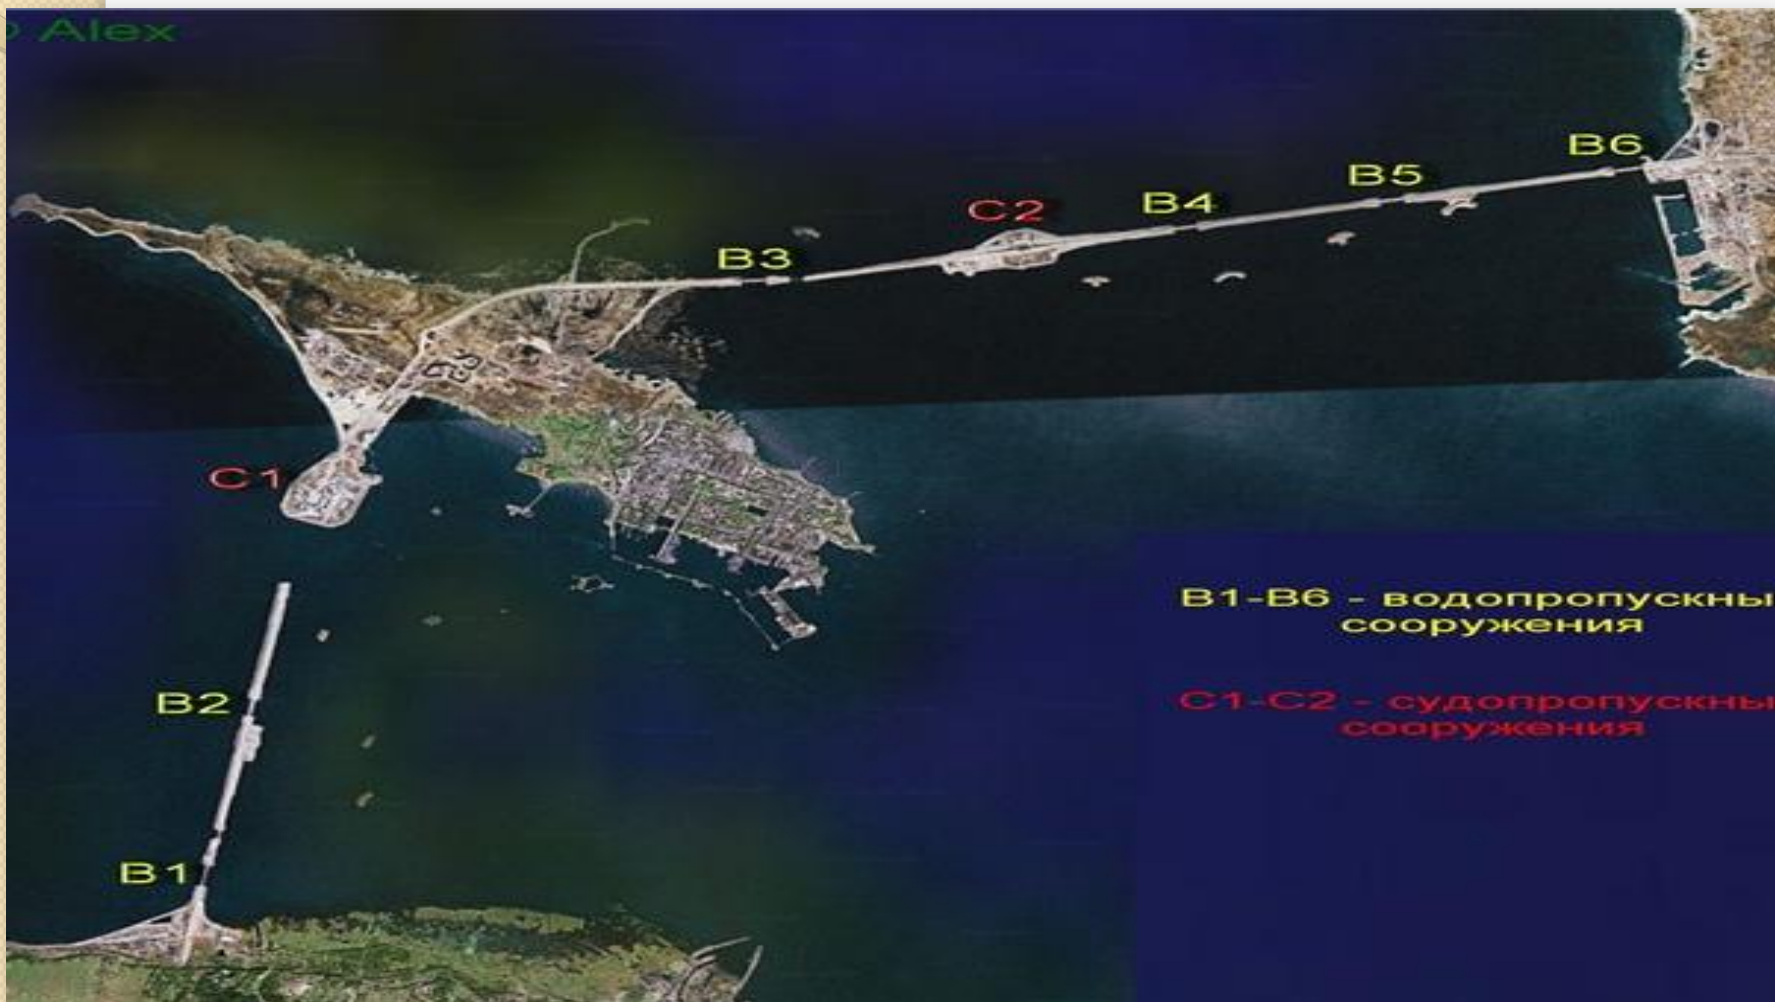 © Alex
B6
B5
C2
B4
B3
C1
B2
B1
B1-B6 - водопропускны
сооружения
C1-C2 - судопропускны
сооружения